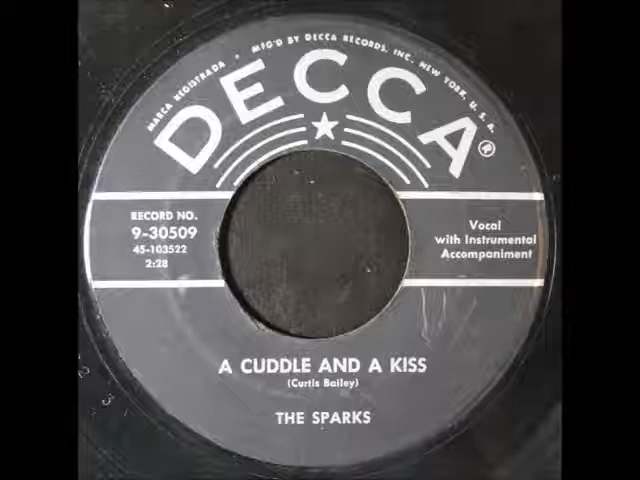 MARCA REGISTRADA • MFG'D BY DECCA RECORDS, INC. NEW YORK, U.S.A.
DECCA®
RECORD NO.
9-30509
45-103522
2:28
Vocal
with Instrumental
Accompaniment
A CUDDLE AND A KISS
(Curtis Bailey)
THE SPARKS